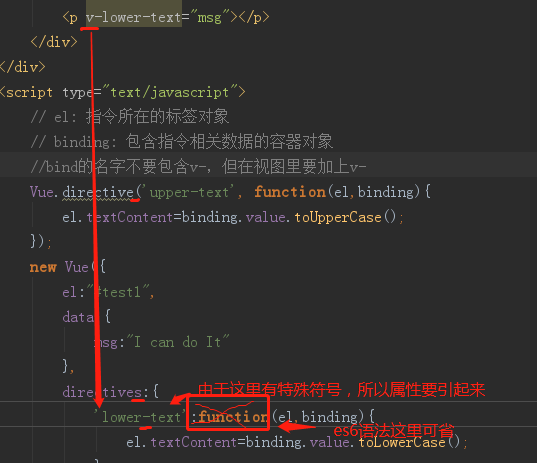 <p v-lower-text="msg"></p>
</div>
</div>
<script type="text/javascript">
// el: 指令所在的标签对象
// binding: 包含指令相关数据的容器对象
//bind的名字不要包含v-，但在视图里要加上v-
Vue.directive('upper-text', function(el,binding){
el.textContent=binding.value.toUpperCase();
});
new Vue({
el:"#test1",
data:{
msg:"I can do It"
},
directives:{
由于这里有特殊符号，所以属性要引起来
'lower-text':function(el,binding){
es6语法这里可省
el.textContent=binding.value.toLowerCase();
}